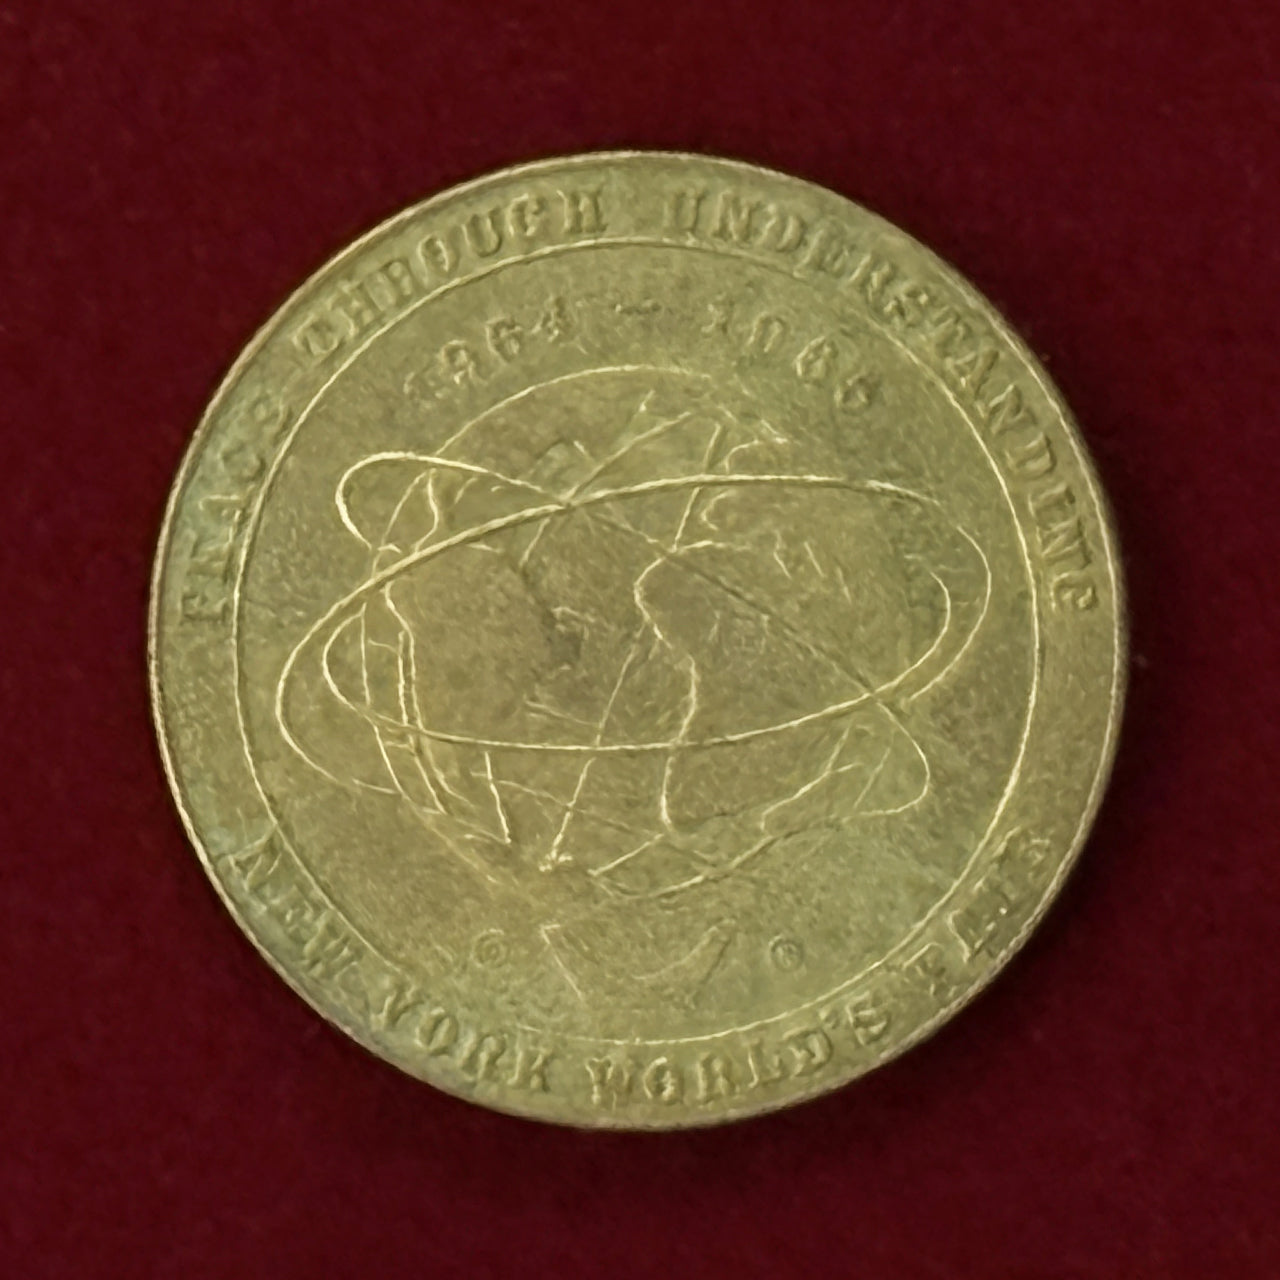 PEACE THROUGH UNDERSTANDING
1964 - 1965
NEW YORK WORLD'S FAIR